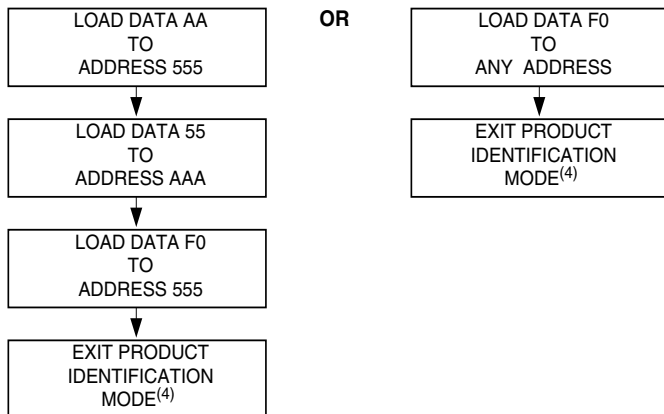 LOAD DATA AA
TO
ADDRESS 555
LOAD DATA 55
TO
ADDRESS AAA
LOAD DATA F0
TO
ADDRESS 555
EXIT PRODUCT
IDENTIFICATION
MODE(4)
OR
LOAD DATA F0
TO
ANY ADDRESS
EXIT PRODUCT
IDENTIFICATION
MODE(4)